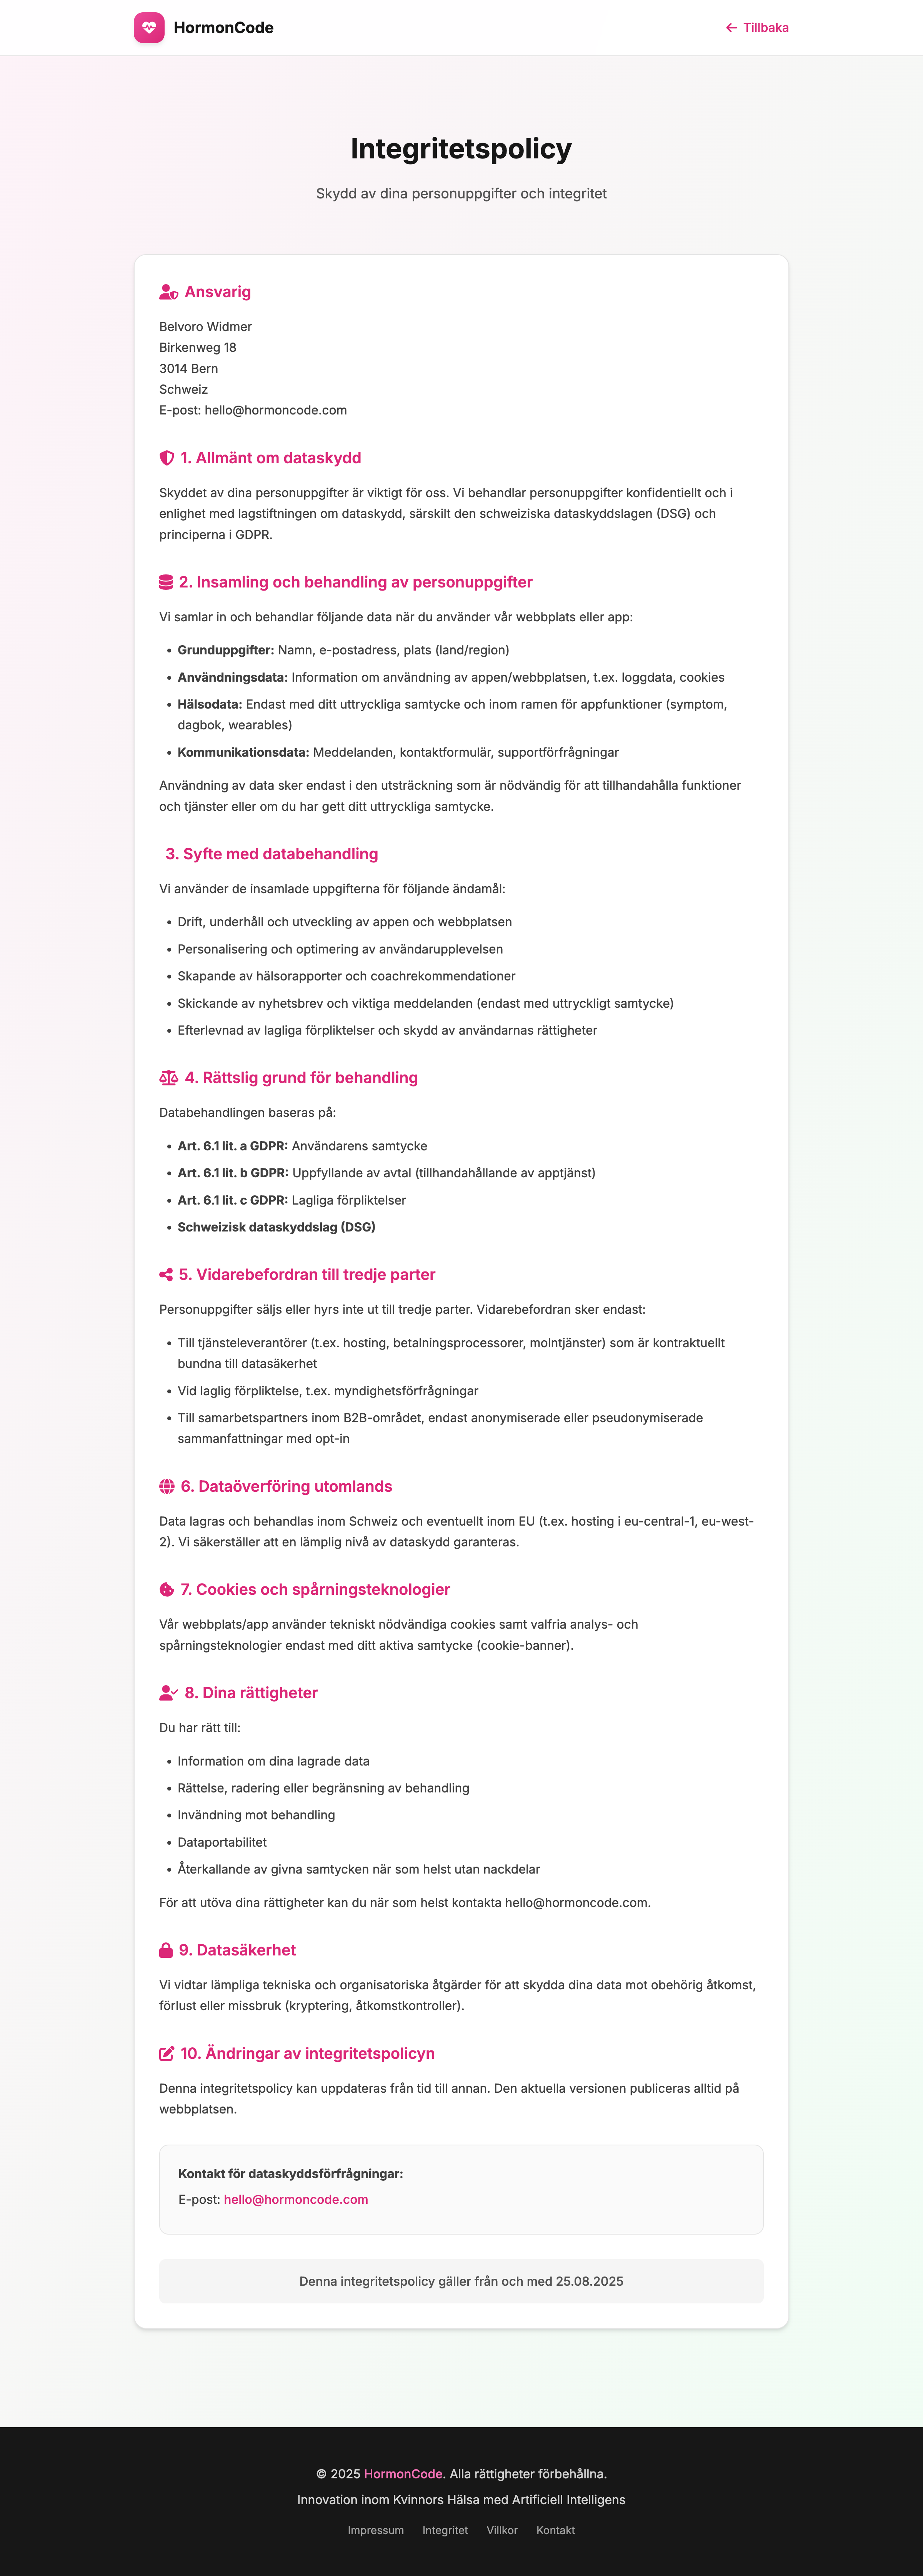 HormonCode
Tillbaka
Integritetspolicy
Skydd av dina personuppgifter och integritet
Ansvarig
Belvoro Widmer
Birkenweg 18
3014 Bern
Schweiz
E-post: hello@hormoncode.com
1. Allmänt om dataskydd
Skyddet av dina personuppgifter är viktigt för oss. Vi behandlar personuppgifter konfidentiellt och i
enlighet med lagstiftningen om dataskydd, särskilt den schweiziska dataskyddslagen (DSG) och
principerna i GDPR.
2. Insamling och behandling av personuppgifter
Vi samlar in och behandlar följande data när du använder vår webbplats eller app:
• Grunduppgifter: Namn, e-postadress, plats (land/region)
• Användningsdata: Information om användning av appen/webbplatsen, t.ex. loggdata, cookies
• Hälsodata: Endast med ditt uttryckliga samtycke och inom ramen för appfunktioner (symptom,
dagbok, wearables)
• Kommunikationsdata: Meddelanden, kontaktformulär, supportförfrågningar
Användning av data sker endast i den utsträckning som är nödvändig för att tillhandahålla funktioner
och tjänster eller om du har gett ditt uttryckliga samtycke.
3. Syfte med databehandling
Vi använder de insamlade uppgifterna för följande ändamål:
• Drift, underhåll och utveckling av appen och webbplatsen
• Personalisering och optimering av användarupplevelsen
• Skapande av hälsorapporter och coachrekommendationer
• Skickande av nyhetsbrev och viktiga meddelanden (endast med uttryckligt samtycke)
• Efterlevnad av lagliga förpliktelser och skydd av användarnas rättigheter
4. Rättslig grund för behandling
Databehandlingen baseras på:
• Art. 6.1 lit. a GDPR: Användarens samtycke
• Art. 6.1 lit. b GDPR: Uppfyllande av avtal (tillhandahållande av apptjänst)
• Art. 6.1 lit. c GDPR: Lagliga förpliktelser
• Schweizisk dataskyddslag (DSG)
5. Vidarebefordran till tredje parter
Personuppgifter säljs eller hyrs inte ut till tredje parter. Vidarebefordran sker endast:
• Till tjänsteleverantörer (t.ex. hosting, betalningsprocessorer, molntjänster) som är kontraktuellt
bundna till datasäkerhet
• Vid laglig förpliktelse, t.ex. myndighetsförfrågningar
• Till samarbetspartners inom B2B-området, endast anonymiserade eller pseudonymiserade
sammanfattningar med opt-in
6. Dataöverföring utomlands
Data lagras och behandlas inom Schweiz och eventuellt inom EU (t.ex. hosting i eu-central-1, eu-west-
2). Vi säkerställer att en lämplig nivå av dataskydd garanteras.
7. Cookies och spårningsteknologier
Vår webbplats/app använder tekniskt nödvändiga cookies samt valfria analys- och
spårningsteknologier endast med ditt aktiva samtycke (cookie-banner).
8. Dina rättigheter
Du har rätt till:
• Information om dina lagrade data
• Rättelse, radering eller begränsning av behandling
• Invändning mot behandling
• Dataportabilitet
• Återkallande av givna samtycken när som helst utan nackdelar
För att utöva dina rättigheter kan du när som helst kontakta hello@hormoncode.com.
9. Datasäkerhet
Vi vidtar lämpliga tekniska och organisatoriska åtgärder för att skydda dina data mot obehörig åtkomst,
förlust eller missbruk (kryptering, åtkomstkontroller).
10. Ändringar av integritetspolicyn
Denna integritetspolicy kan uppdateras från tid till annan. Den aktuella versionen publiceras alltid på
webbplatsen.
Kontakt för dataskyddsförfrågningar:
E-post: hello@hormoncode.com
Denna integritetspolicy gäller från och med 25.08.2025
© 2025 HormonCode. Alla rättigheter förbehållna.
Innovation inom Kvinnors Hälsa med Artificiell Intelligens
Impressum Integritet Villkor Kontakt